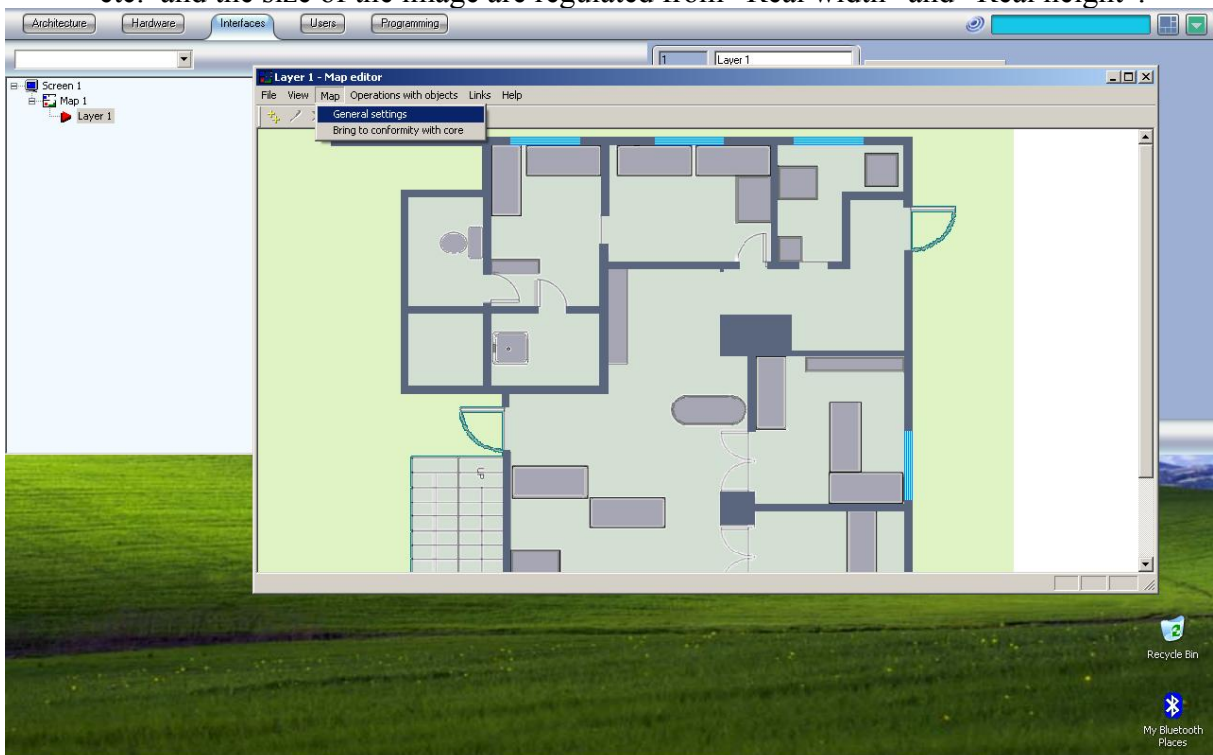 etc. and the size of the image are regulated from "Real width" and "Real height".
Architecture Hardware Interfaces Users Programming
1 Layer 1
Screen 1
Map 1
Layer 1
Layer 1 - Map editor
File View Map Operations with objects Links Help
General settings
Bring to conformity with core
Recycle Bin
My Bluetooth
Places